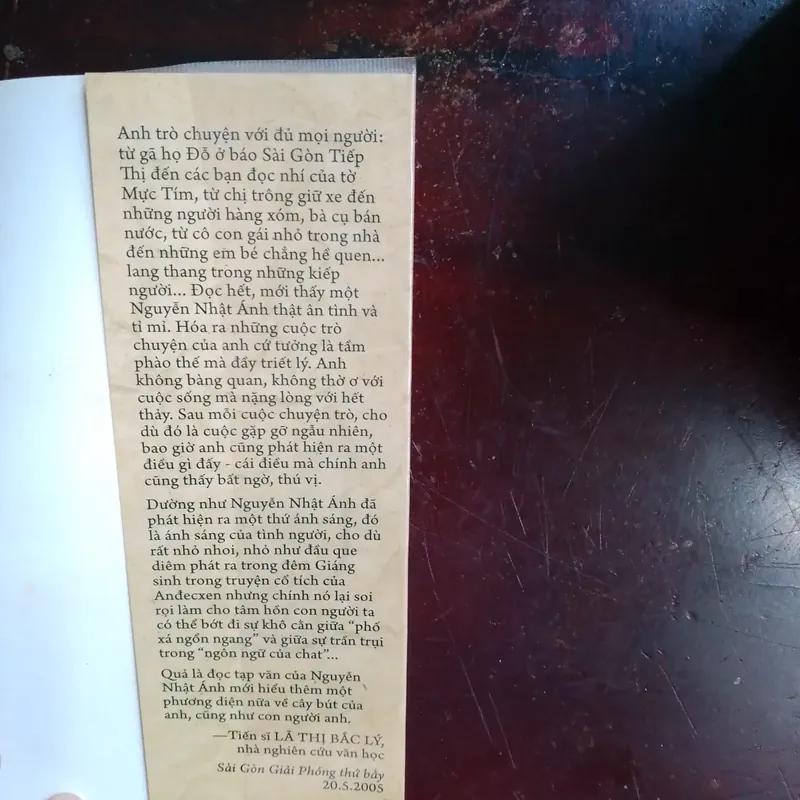 Anh trò chuyện với đủ mọi người:
từ gã họ Đỗ ở báo Sài Gòn Tiếp
Thị đến các bạn đọc nhí của tờ
Mực Tím, từ chị trông giữ xe đến
những người hàng xóm, bà cụ bán
nước, từ cô con gái nhỏ trong nhà
đến những em bé chẳng hề quen...
lang thang trong những kiếp
người... Đọc hết, mới thấy một
Nguyễn Nhật Ánh thật ân tình và
tỉ mỉ. Hóa ra những cuộc trò
chuyện của anh cứ tưởng là tầm
phào thế mà đầy triết lý. Anh
không bàng quan, không thờ ơ với
cuộc sống mà nặng lòng với hết
thảy. Sau mỗi cuộc chuyện trò, cho
dù đó là cuộc gặp gỡ ngẫu nhiên,
bao giờ anh cũng phát hiện ra một
điều gì đấy - cái điều mà chính anh
cũng thấy bất ngờ, thú vị.
Dường như Nguyễn Nhật Ánh đã
phát hiện ra một thứ ánh sáng, đó
là ánh sáng của tình người, cho dù
rất nhỏ nhoi, nhỏ như đầu que
diêm phát ra trong đêm Giáng
sinh trong truyện cổ tích của
Anđecxen nhưng chính nó lại soi
rọi làm cho tâm hồn con người ta
có thể bớt đi sự khô cằn giữa "phố
xá ngổn ngang" và giữa sự trần trụi
trong "ngôn ngữ của chat"...
Quả là đọc tạp văn của Nguyễn
Nhật Ánh mới hiểu thêm một
phương diện nữa về cây bút của
anh, cũng như con người anh.
—Tiến sĩ LÃ THỊ BẮC LÝ,
nhà nghiên cứu văn học
Sài Gòn Giải Phóng thứ bảy
20.5.2005